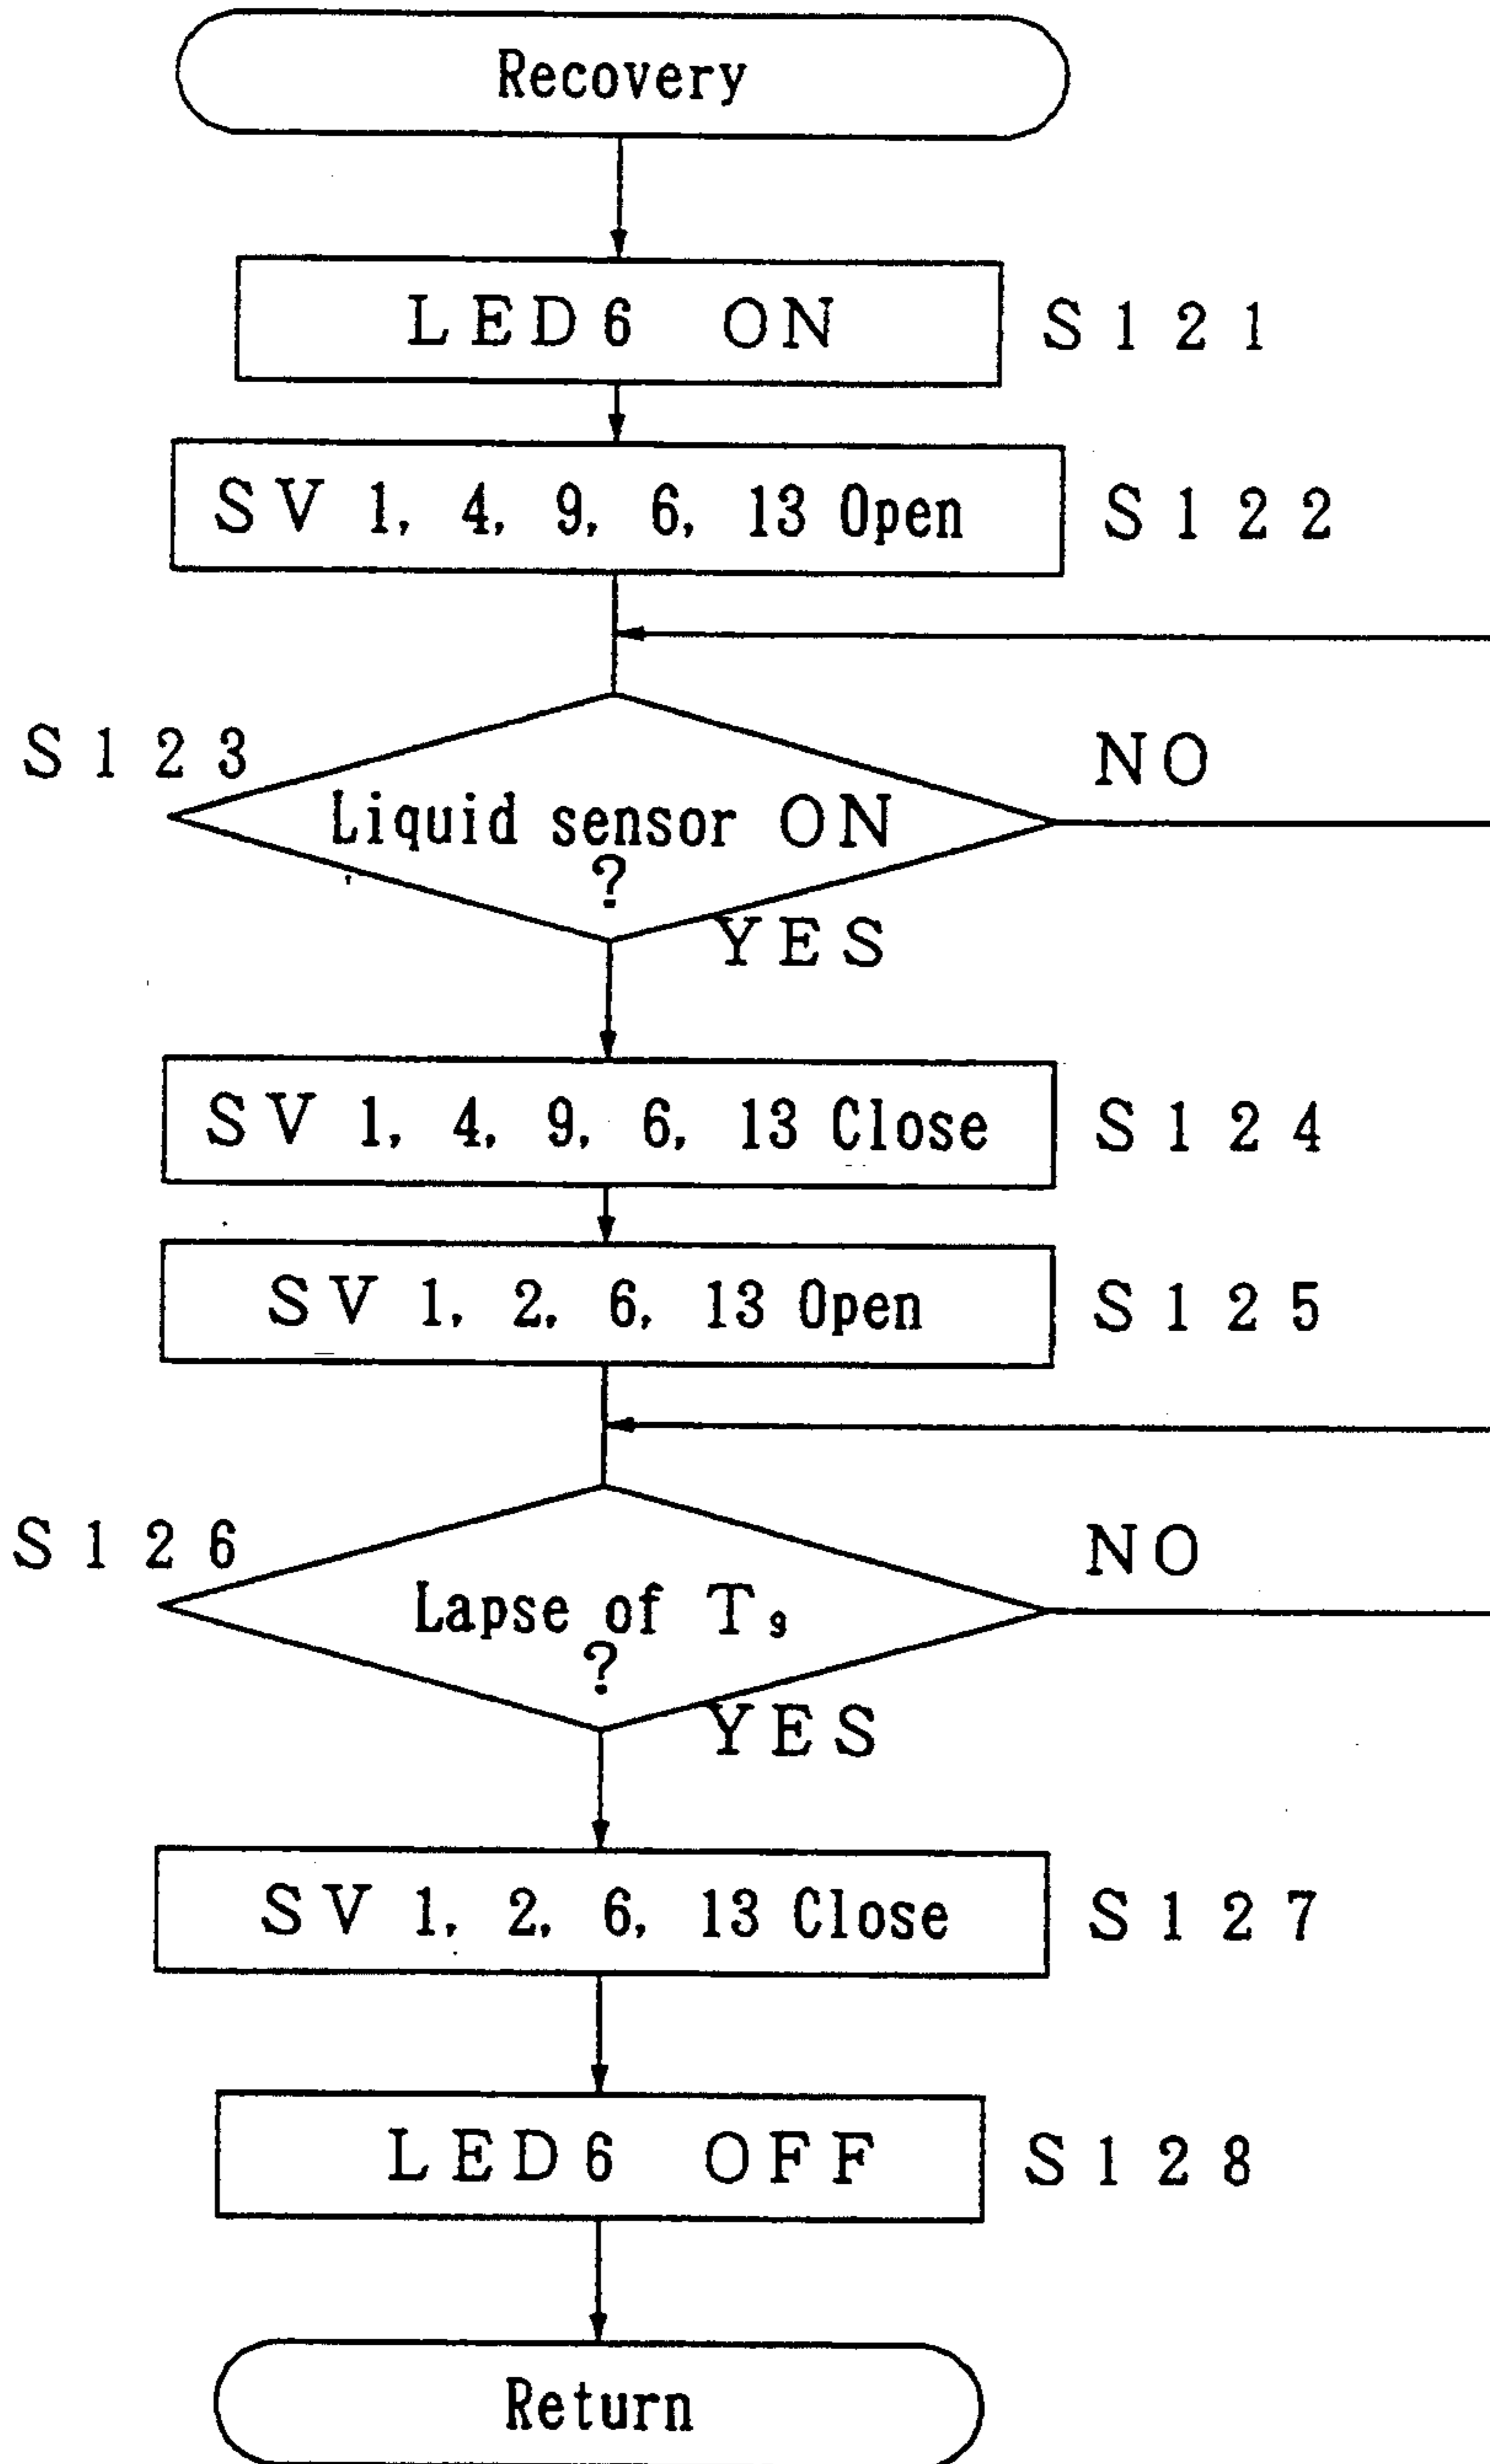 Recovery
LED6 ON S121
SV 1, 4, 9, 6, 13 Open S122
S123
NO
Liquid sensor ON
?
YES
SV 1, 4, 9, 6, 13 Close S124
SV 1, 2, 6, 13 Open S125
S126
NO
Lapse of T₉
?
YES
SV 1, 2, 6, 13 Close S127
LED6 OFF S128
Return